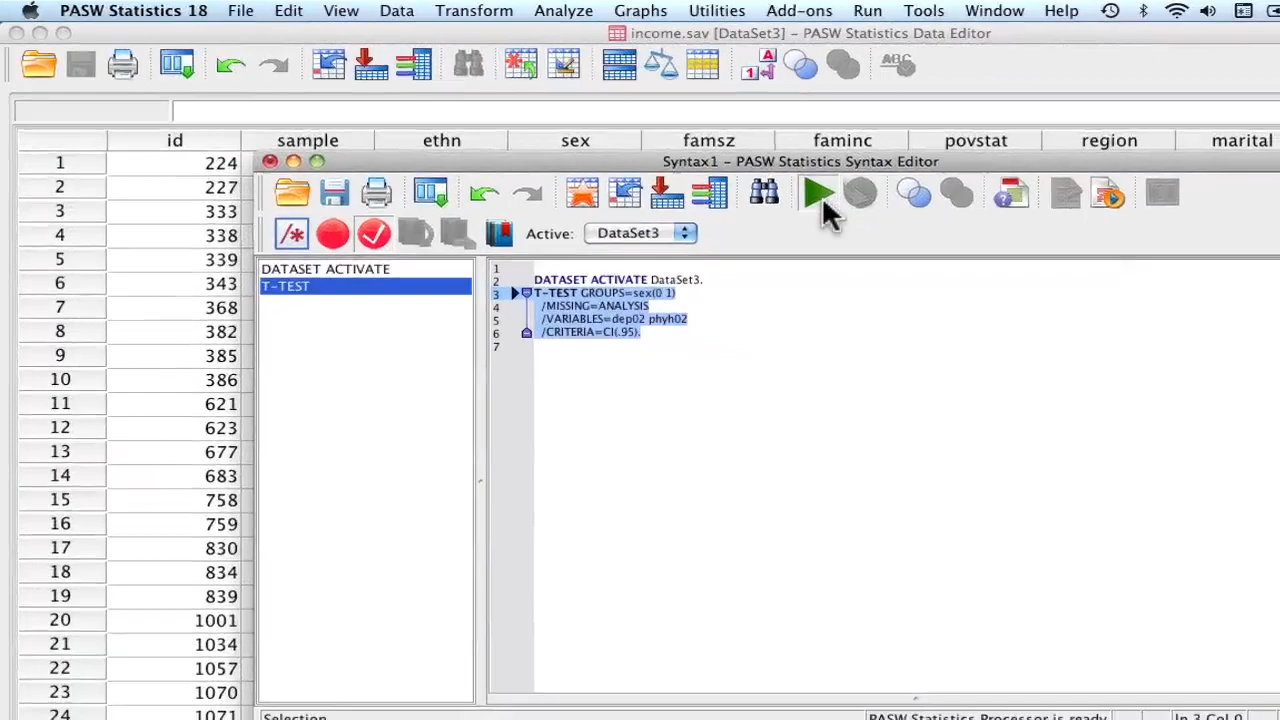 PASW Statistics 18 File Edit View Data Transform Analyze Graphs Utilities Add-ons Run Tools Window Help
income.sav [DataSet3] – PASW Statistics Data Editor
id sample ethn sex famsz faminc povstat region marital
1 224
2 227
3 333
4 338
5 339
6 343
7 368
8 382
9 385
10 386
11 621
12 623
13 677
14 683
15 758
16 759
17 830
18 834
19 839
20 1001
21 1034
22 1057
23 1070
24 1071
Syntax1 – PASW Statistics Syntax Editor
Active: DataSet3
DATASET ACTIVATE
T-TEST
1
2 DATASET ACTIVATE DataSet3.
3 T-TEST GROUPS=sex(0 1)
4 /MISSING=ANALYSIS
5 /VARIABLES=dep02 phyh02
6 /CRITERIA=CI(.95).
7
Selection PASW Statistics Processor is ready In 3 Col 0